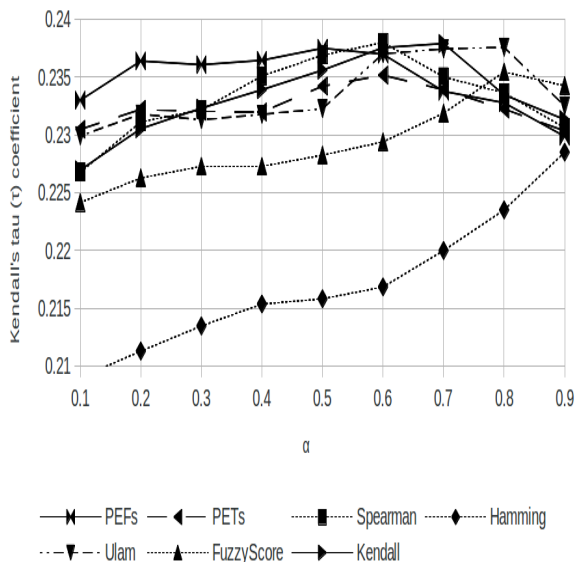 Kendall's tau (τ) coefficient
0.24
0.235
0.23
0.225
0.22
0.215
0.21
0.1 0.2 0.3 0.4 0.5 0.6 0.7 0.8 0.9
α
PEFs PETs Spearman Hamming
Ulam FuzzyScore Kendall